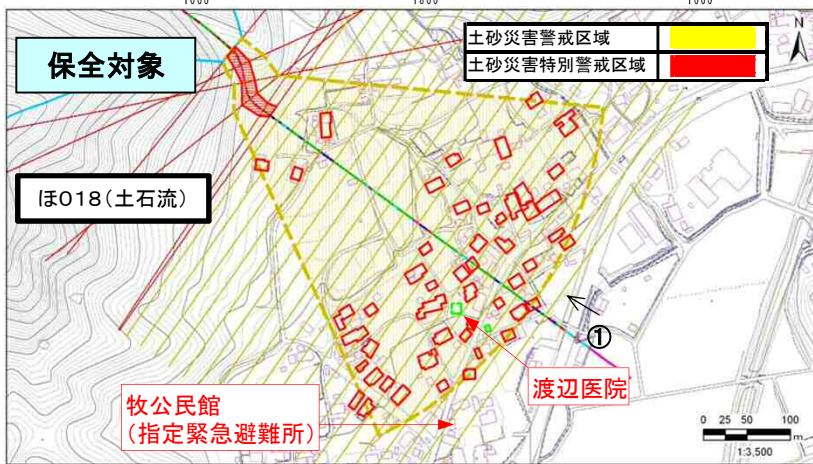 1800
保全対象
土砂災害警戒区域
土砂災害特別警戒区域
N
ほ018(土石流)
①
渡辺医院
牧公民館
(指定緊急避難所)
0 25 50 100
m
1:3,500